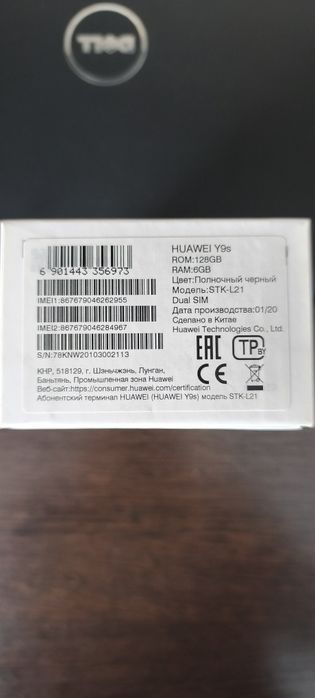 DELL
HUAWEI Y9s
ROM:128GB
RAM:6GB
Цвет:Полночный черный
Модель:STK-L21
Dual SIM
Дата производства:01/20
Сделано в Китае
Huawei Technologies Co., Ltd.
6 901443 356973
IMEI1:867679046262955
IMEI2:867679046284967
S/N:78KNW20103002113
EAC
TP BY
CE
КНР, 518129, г. Шэньчжэнь, Лунган,
Баньтянь, Промышленная зона Huawei
Веб-сайт:https://consumer.huawei.com/certification
Абонентский терминал HUAWEI (HUAWEI Y9s) модель STK-L21